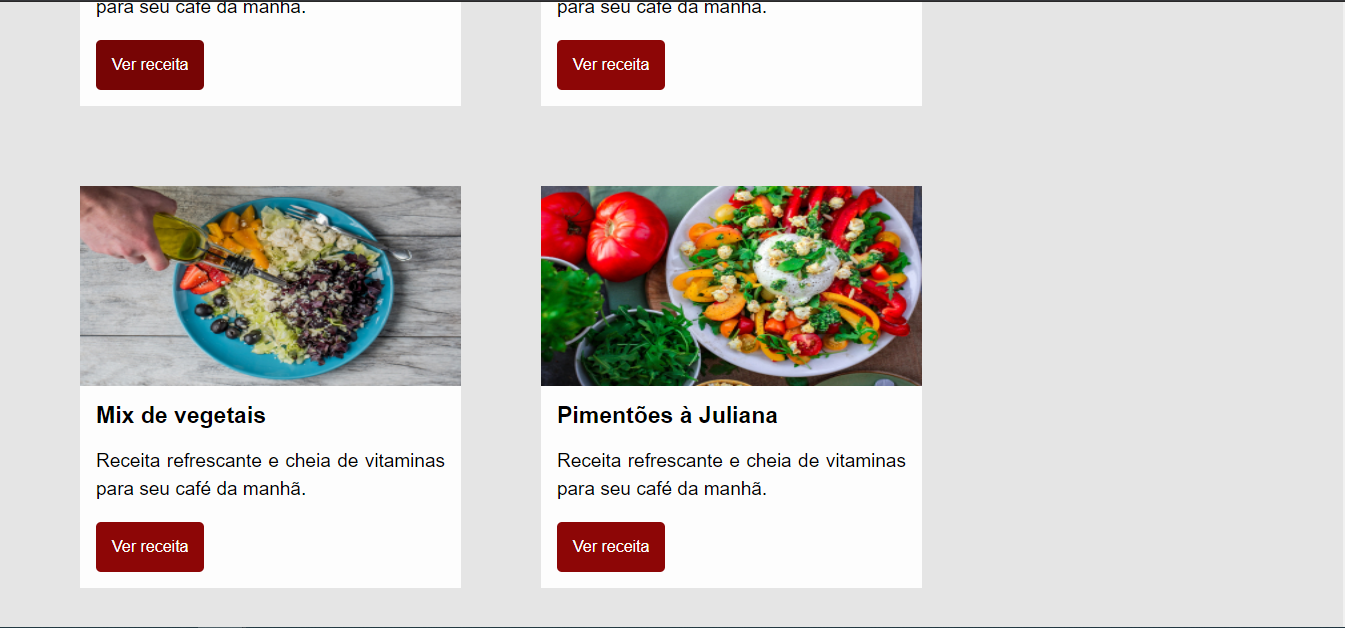 para seu café da manhã.
para seu café da manhã.
Ver receita
Ver receita
Mix de vegetais
Receita refrescante e cheia de vitaminas
para seu café da manhã.
Ver receita
Pimentões à Juliana
Receita refrescante e cheia de vitaminas
para seu café da manhã.
Ver receita